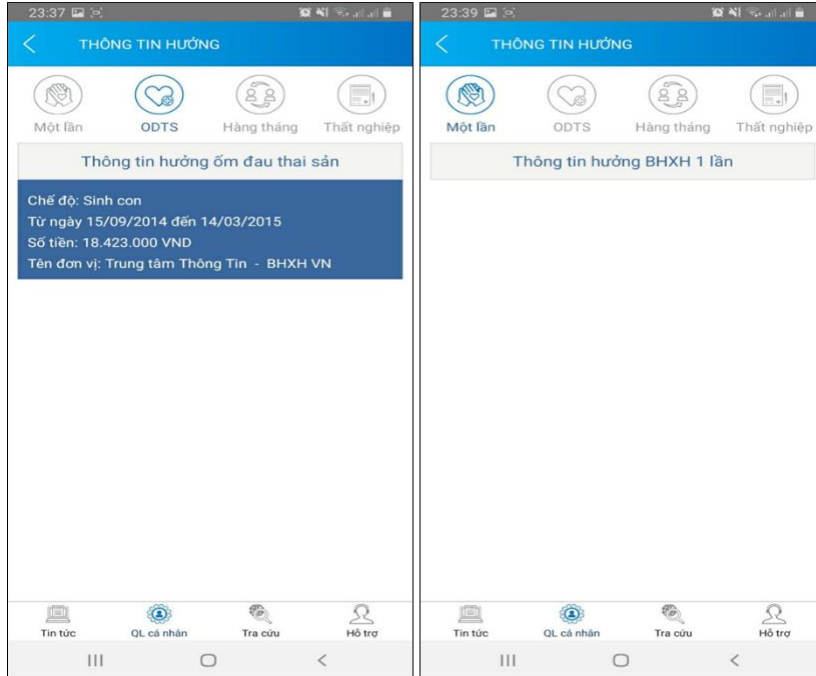 23:37
THÔNG TIN HƯỞNG
Một lần ODTS Hàng tháng Thất nghiệp
Thông tin hưởng ốm đau thai sản
Chế độ: Sinh con
Từ ngày 15/09/2014 đến 14/03/2015
Số tiền: 18.423.000 VND
Tên đơn vị: Trung tâm Thông Tin - BHXH VN
Tin tức QL cá nhân Tra cứu Hỗ trợ
23:39
THÔNG TIN HƯỞNG
Một lần ODTS Hàng tháng Thất nghiệp
Thông tin hưởng BHXH 1 lần
Tin tức QL cá nhân Tra cứu Hỗ trợ